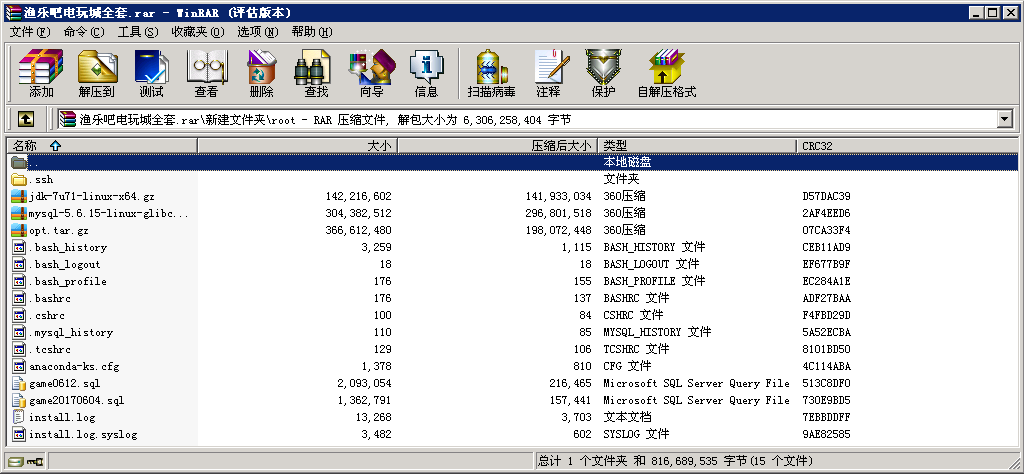 渔乐吧电玩城全套.rar - WinRAR (评估版本)
文件(F) 命令(C) 工具(S) 收藏夹(O) 选项(N) 帮助(H)
添加 解压到 测试 查看 删除 查找 向导 信息 扫描病毒 注释 保护 自解压格式
渔乐吧电玩城全套.rar\新建文件夹\root - RAR 压缩文件, 解包大小为 6,306,258,404 字节
名称 大小 压缩后大小 类型 CRC32
.. 本地磁盘
.ssh 文件夹
jdk-7u71-linux-x64.gz 142,216,602 141,933,034 360压缩 D57DAC39
mysql-5.6.15-linux-glibc... 304,382,512 296,801,518 360压缩 2AF4EED6
opt.tar.gz 366,612,480 198,072,448 360压缩 07CA33F4
.bash_history 3,259 1,115 BASH_HISTORY 文件 CEB11AD9
.bash_logout 18 18 BASH_LOGOUT 文件 EF677B9F
.bash_profile 176 155 BASH_PROFILE 文件 EC284A1E
.bashrc 176 137 BASHRC 文件 ADF27BAA
.cshrc 100 84 CSHRC 文件 F4FBD29D
.mysql_history 110 85 MYSQL_HISTORY 文件 5A52ECBA
.tcshrc 129 106 TCSHRC 文件 8101BD50
anaconda-ks.cfg 1,378 810 CFG 文件 4C114ABA
game0612.sql 2,093,054 216,465 Microsoft SQL Server Query File 513C8DF0
game20170604.sql 1,362,791 157,441 Microsoft SQL Server Query File 730E9BD5
install.log 13,268 3,703 文本文档 7EBBDDFF
install.log.syslog 3,482 602 SYSLOG 文件 9AE82585
总计 1 个文件夹 和 816,689,535 字节(15 个文件)